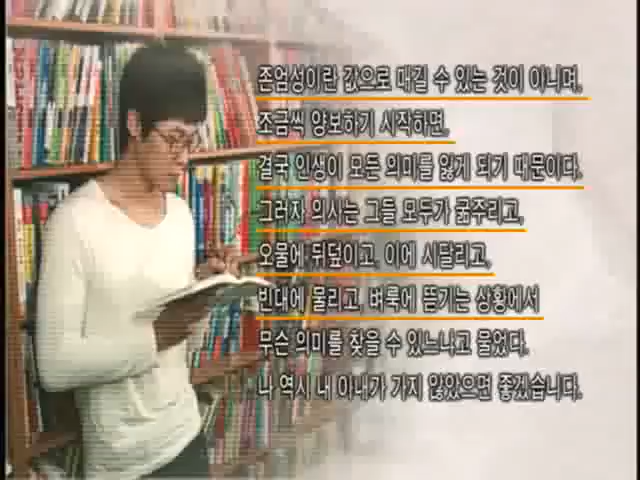 존엄성이란 값으로 매길 수 있는 것이 아니며,
조금씩 양보하기 시작하면,
결국 인생이 모든 의미를 잃게 되기 때문이다.
그러자 의사는 그들 모두가 굶주리고,
오물에 뒤덮이고, 이에 시달리고,
빈대에 물리고, 벼룩에 뜯기는 상황에서
무슨 의미를 찾을 수 있느냐고 물었다.
나 역시 내 아내가 가지 않았으면 좋겠습니다.